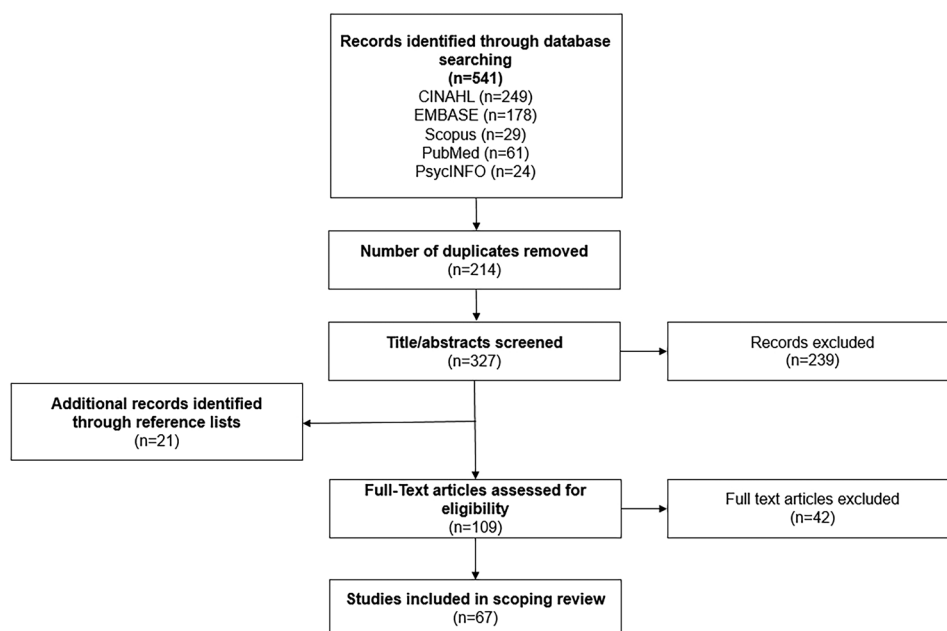 Records identified through database
searching
(n=541)
CINAHL (n=249)
EMBASE (n=178)
Scopus (n=29)
PubMed (n=61)
PsycINFO (n=24)
Number of duplicates removed
(n=214)
Title/abstracts screened
(n=327)
Records excluded
(n=239)
Additional records identified
through reference lists
(n=21)
Full-Text articles assessed for
eligibility
(n=109)
Full text articles excluded
(n=42)
Studies included in scoping review
(n=67)